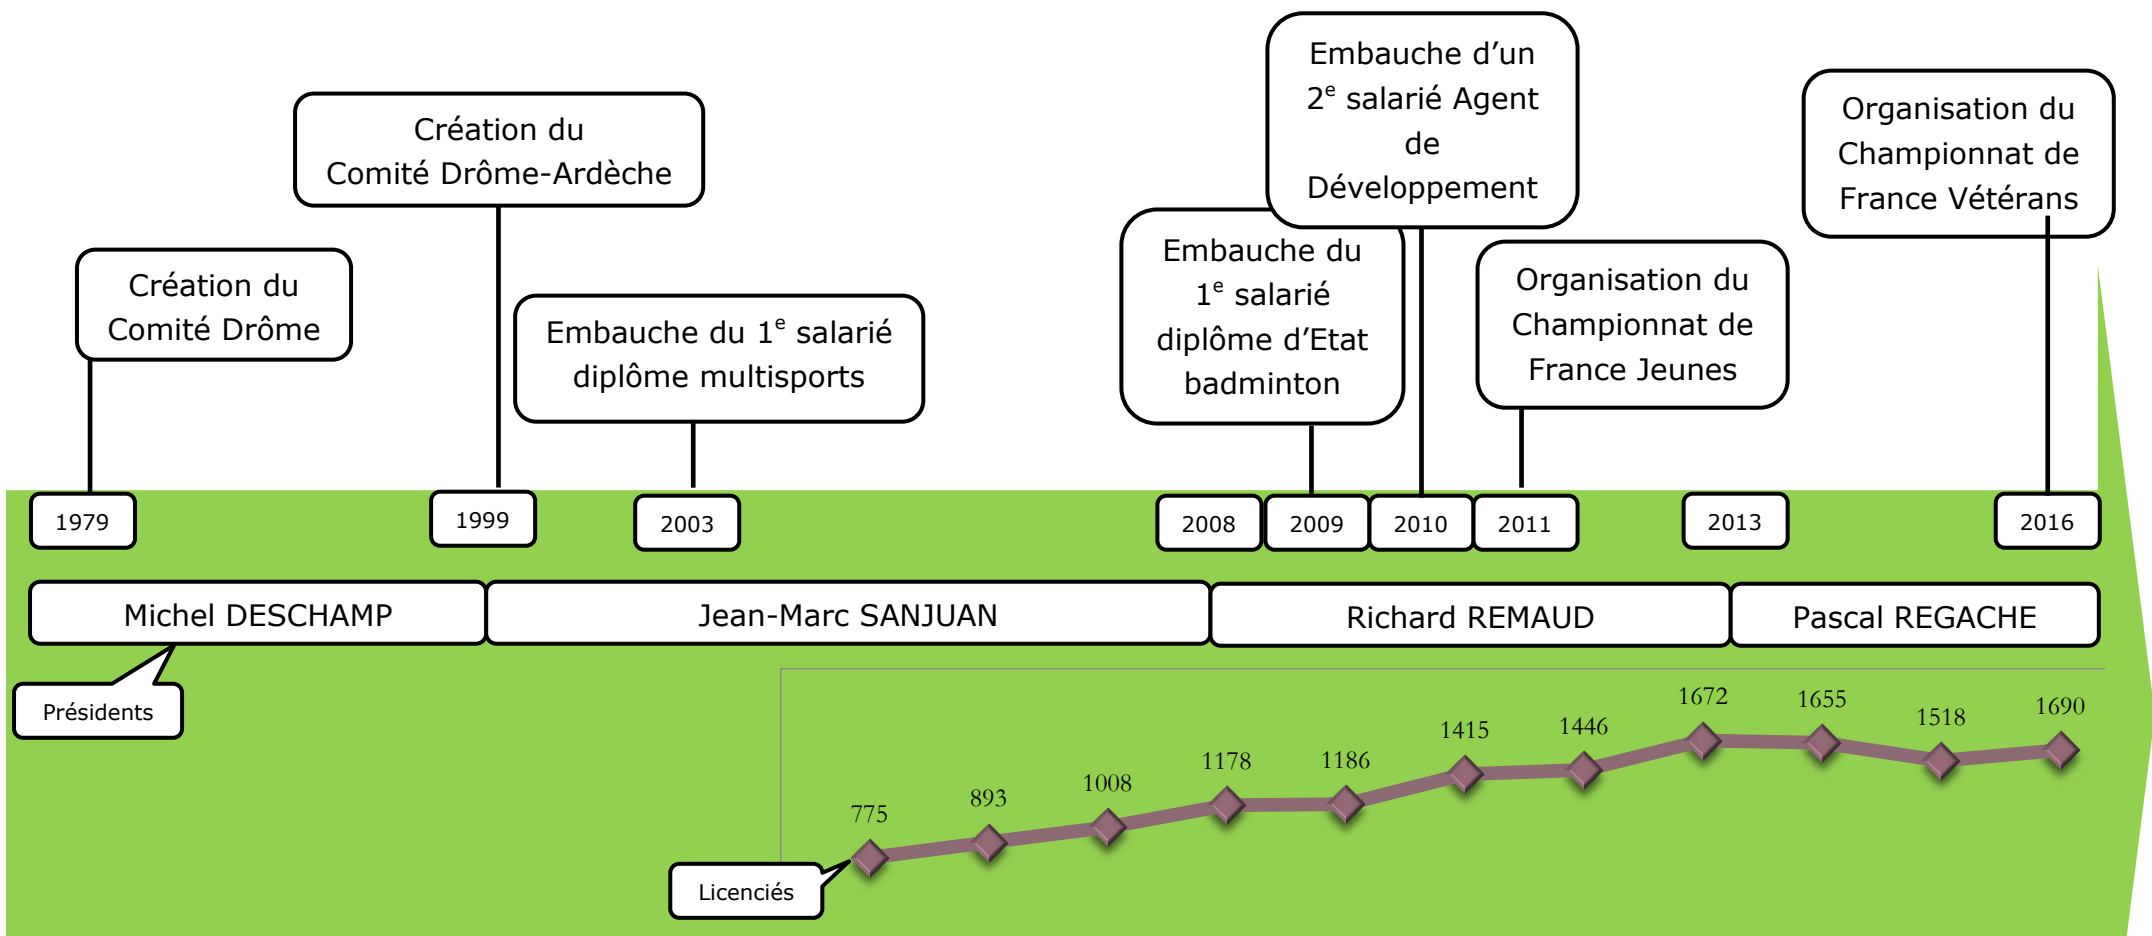 Embauche d’un
2e salarié Agent
de
Développement
Organisation du
Championnat de
France Vétérans
Création du
Comité Drôme-Ardèche
Création du
Comité Drôme
Embauche du 1e salarié
diplôme multisports
Embauche du
1e salarié
diplôme d’Etat
badminton
Organisation du
Championnat de
France Jeunes
1979
1999
2003
2008
2009
2010
2011
2013
2016
Michel DESCHAMP
Jean-Marc SANJUAN
Richard REMAUD
Pascal REGACHE
Présidents
775
893
1008
1178
1186
1415
1446
1672
1655
1518
1690
Licenciés